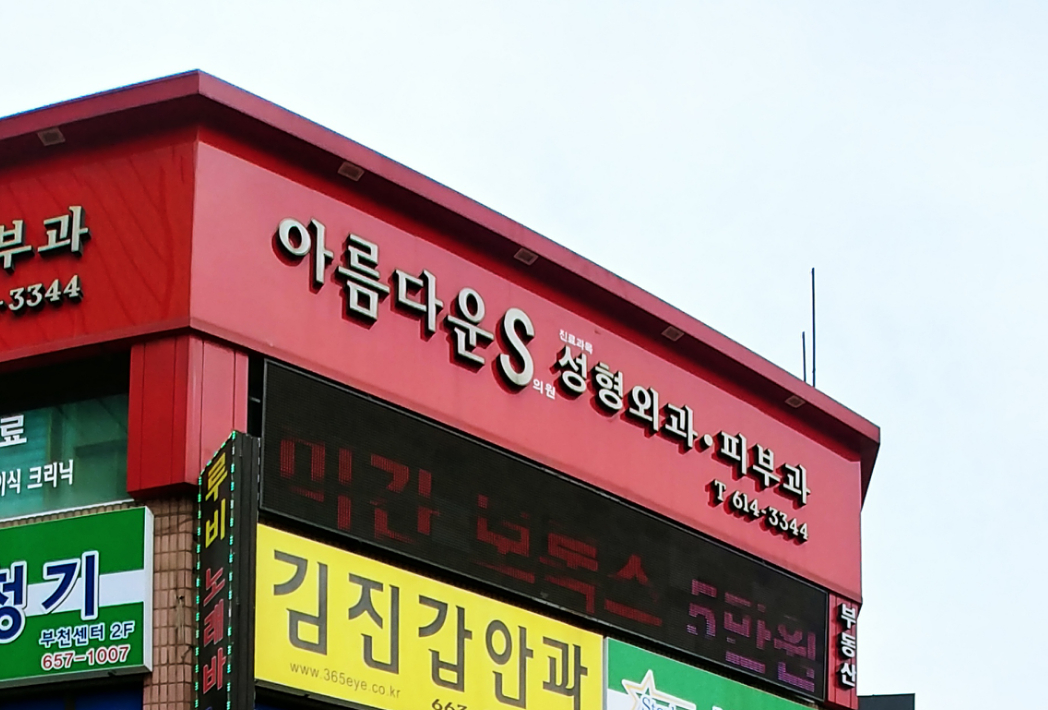 부과
-3344
아름다운S의원
진료과목
성형외과·피부과
T 614-3344
미간 보톡스 5만원
료
이식 크리닉
루비 노래바
정기
부천센터 2F
657-1007
김진갑안과
www.365eye.co.kr
부동산